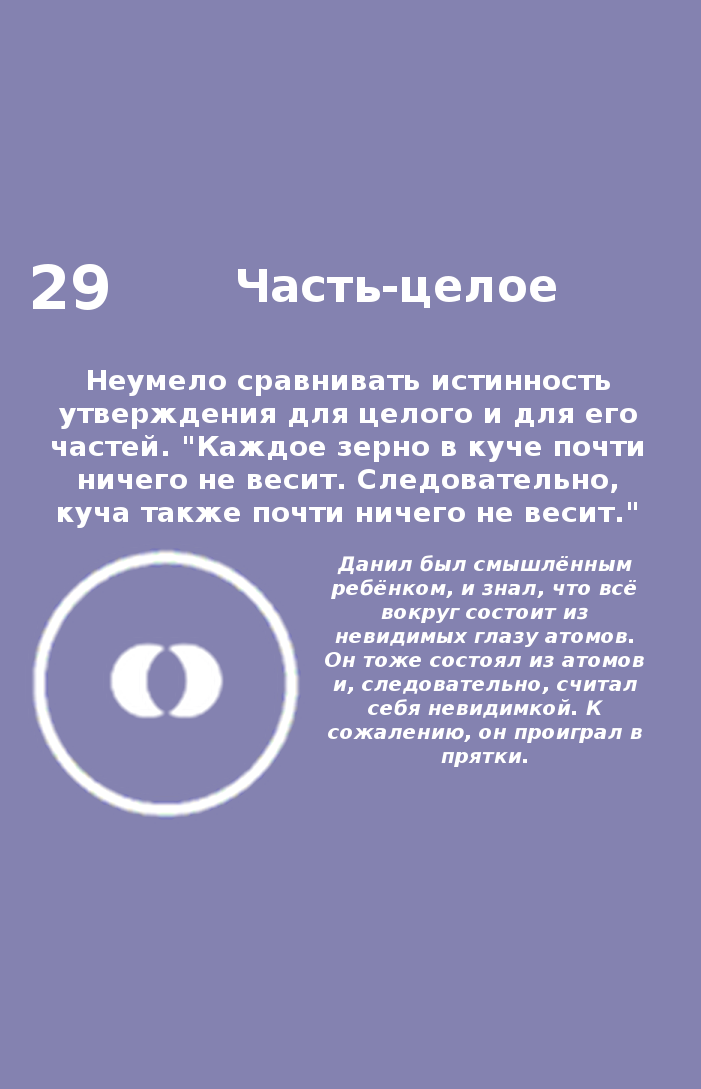 29 Часть-целое
Неумело сравнивать истинность
утверждения для целого и для его
частей. "Каждое зерно в куче почти
ничего не весит. Следовательно,
куча также почти ничего не весит."
Данил был смышлённым
ребёнком, и знал, что всё
вокруг состоит из
невидимых глазу атомов.
Он тоже состоял из атомов
и, следовательно, считал
себя невидимкой. К
сожалению, он проиграл в
прятки.